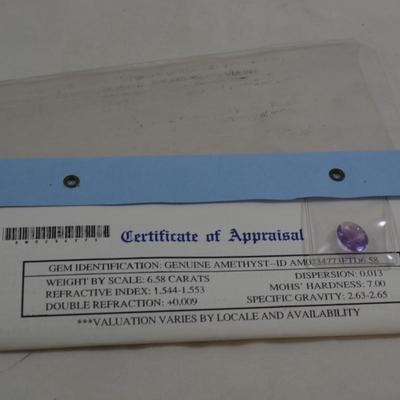 Certificate of Appraisal
GEM IDENTIFICATION: GENUINE AMETHYST--ID
WEIGHT BY SCALE: 6.58 CARATS
DISPERSION: 0.013
REFRACTIVE INDEX: 1.544-1.553
MOHS' HARDNESS: 7.00
DOUBLE REFRACTION: +0.009
SPECIFIC GRAVITY: 2.63-2.65
***VALUATION VARIES BY LOCALE AND AVAILABILITY